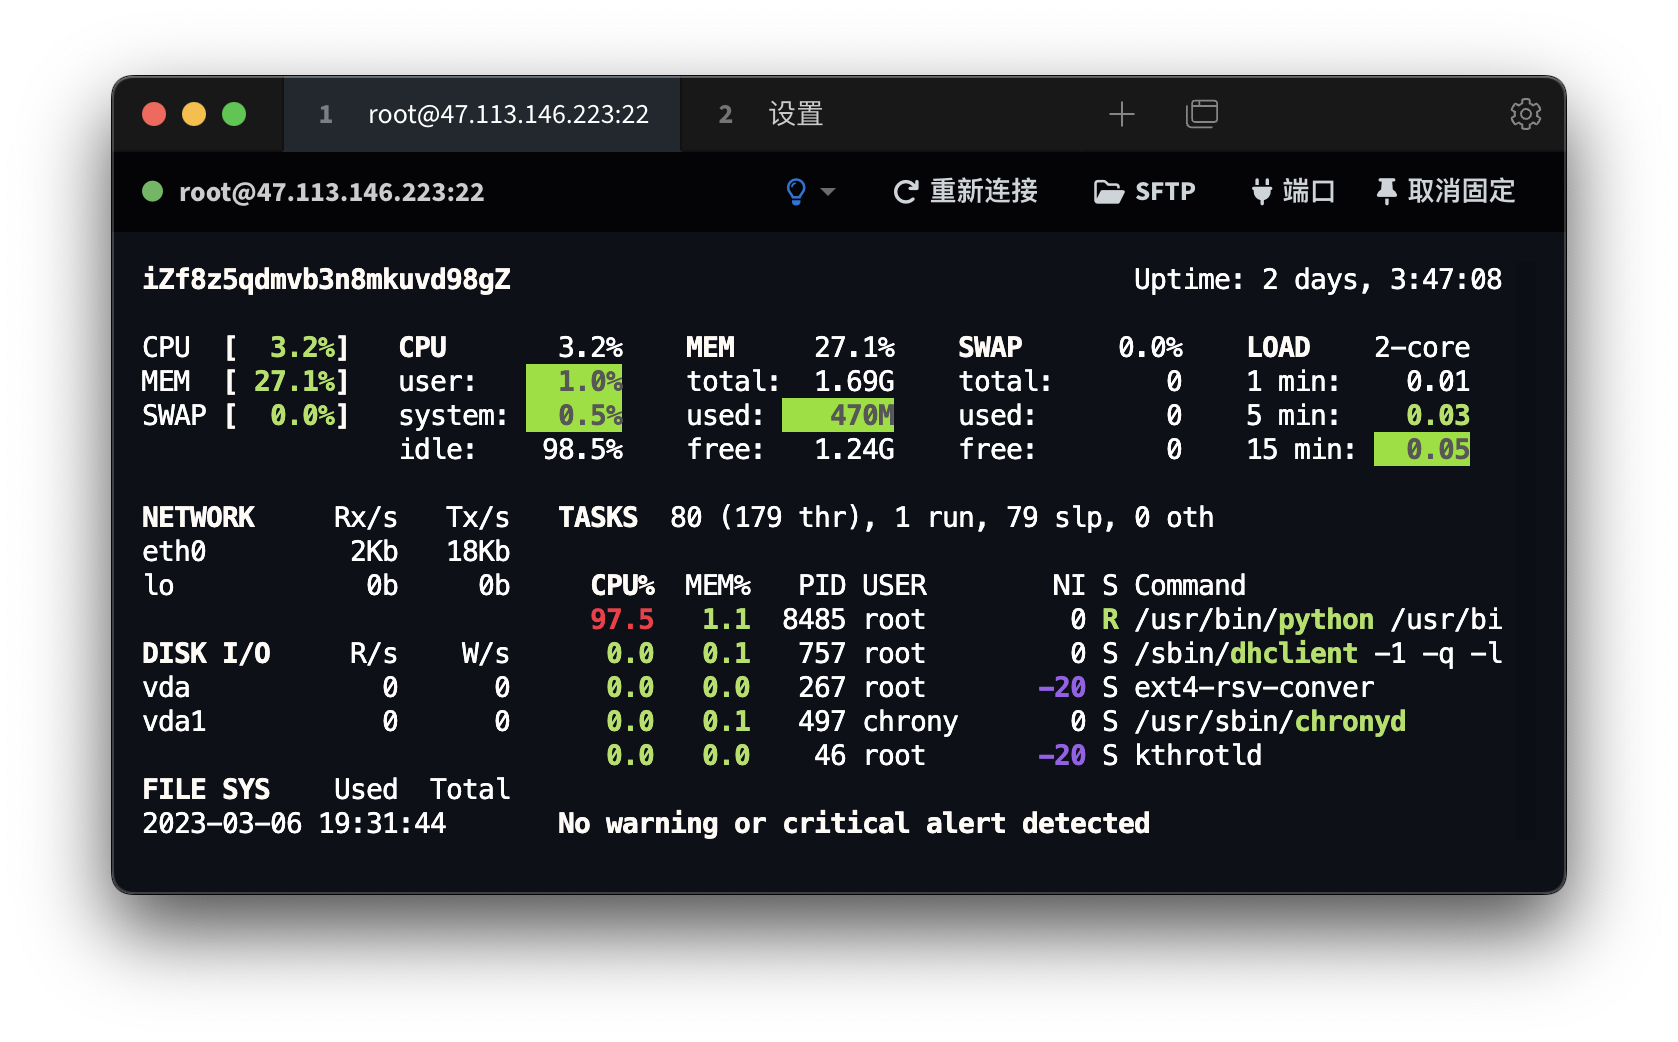 1 root@47.113.146.223:22 2 设置
root@47.113.146.223:22 重新连接 SFTP 端口 取消固定
iZf8z5qdmvb3n8mkuvd98gZ Uptime: 2 days, 3:47:08
CPU [ 3.2%] CPU 3.2% MEM 27.1% SWAP 0.0% LOAD 2-core
MEM [ 27.1%] user: 1.0% total: 1.69G total: 0 1 min: 0.01
SWAP [ 0.0%] system: 0.5% used: 470M used: 0 5 min: 0.03
idle: 98.5% free: 1.24G free: 0 15 min: 0.05
NETWORK Rx/s Tx/s TASKS 80 (179 thr), 1 run, 79 slp, 0 oth
eth0 2Kb 18Kb
lo 0b 0b CPU% MEM% PID USER NI S Command
97.5 1.1 8485 root 0 R /usr/bin/python /usr/bi
DISK I/O R/s W/s 0.0 0.1 757 root 0 S /sbin/dhclient -1 -q -l
vda 0 0 0.0 0.0 267 root -20 S ext4-rsv-conver
vda1 0 0 0.0 0.1 497 chrony 0 S /usr/sbin/chronyd
0.0 0.0 46 root -20 S kthrotld
FILE SYS Used Total
2023-03-06 19:31:44 No warning or critical alert detected